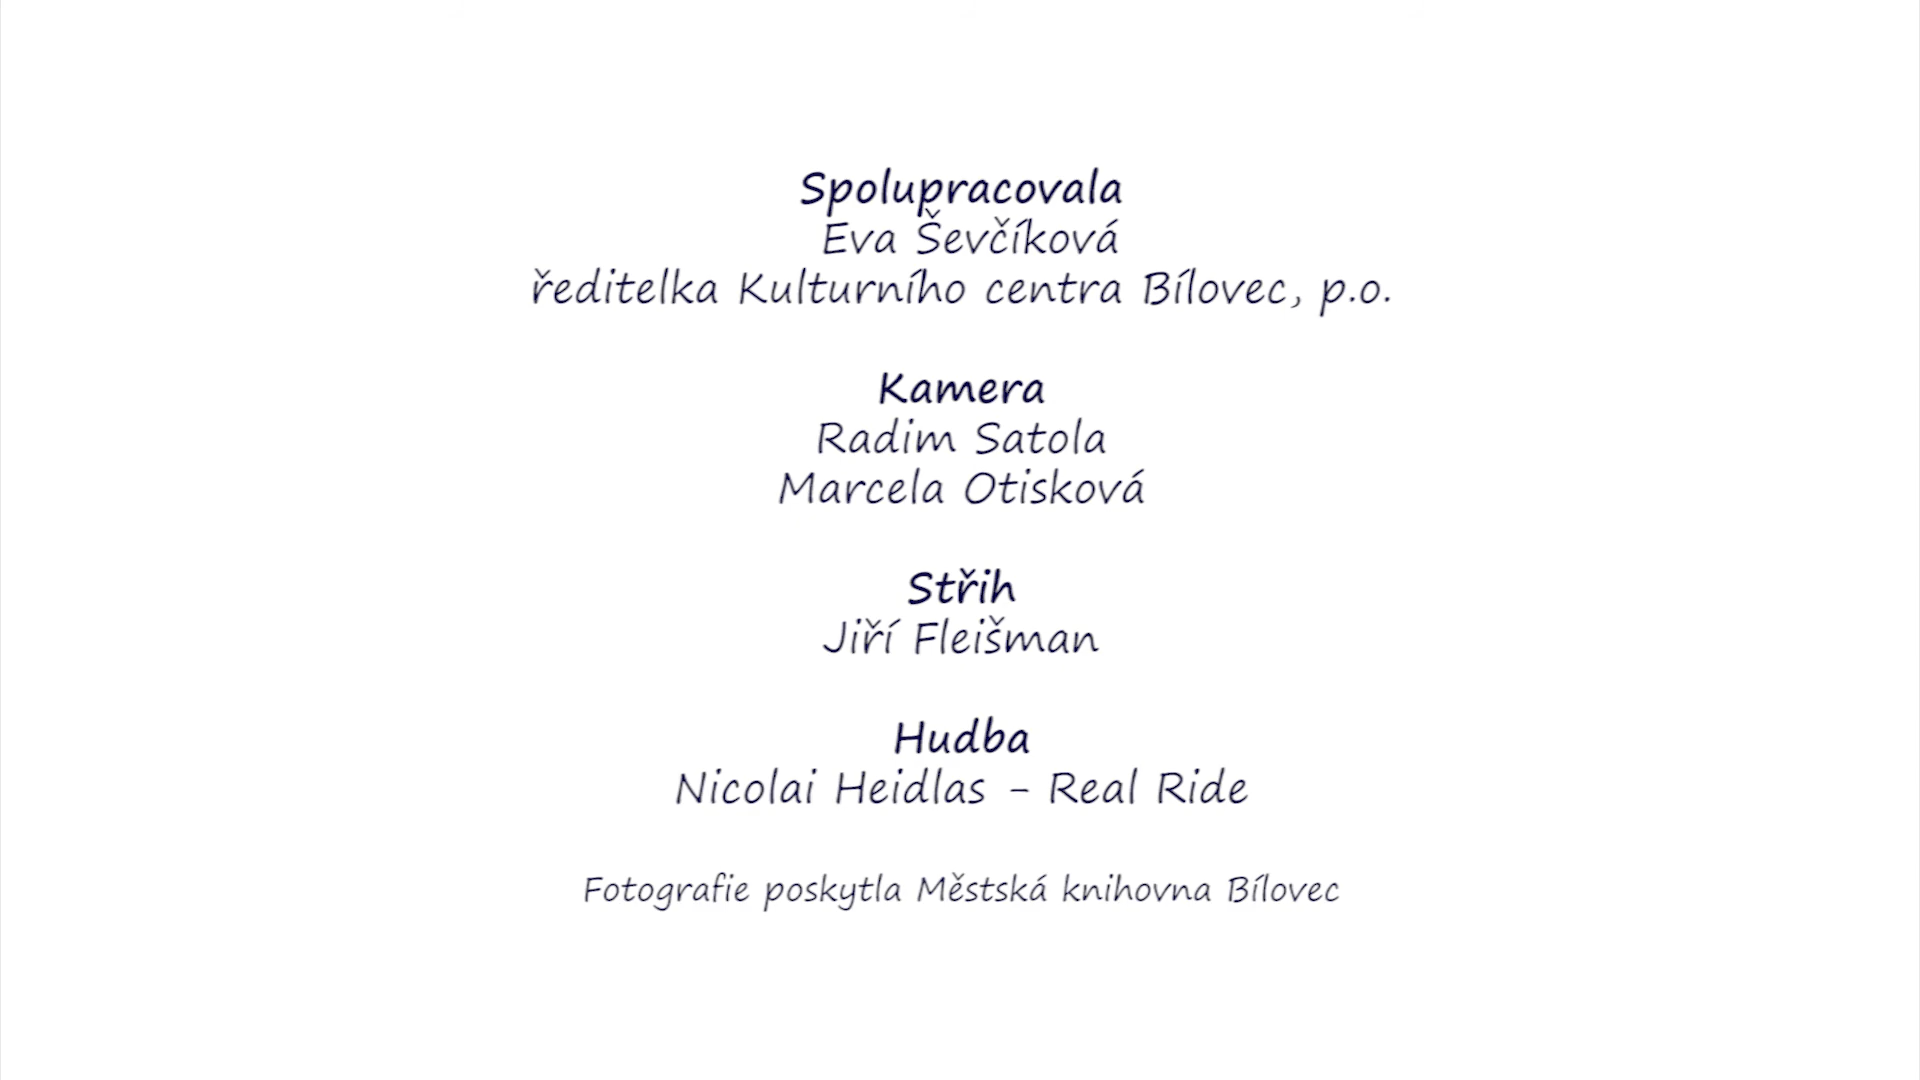 Spolupracovala
Eva Ševčíková
ředitelka Kulturního centra Bílovec, p.o.
Kamera
Radim Satola
Marcela Otisková
Střih
Jiří Fleišman
Hudba
Nicolai Heidlas - Real Ride
Fotografie poskytla Městská knihovna Bílovec